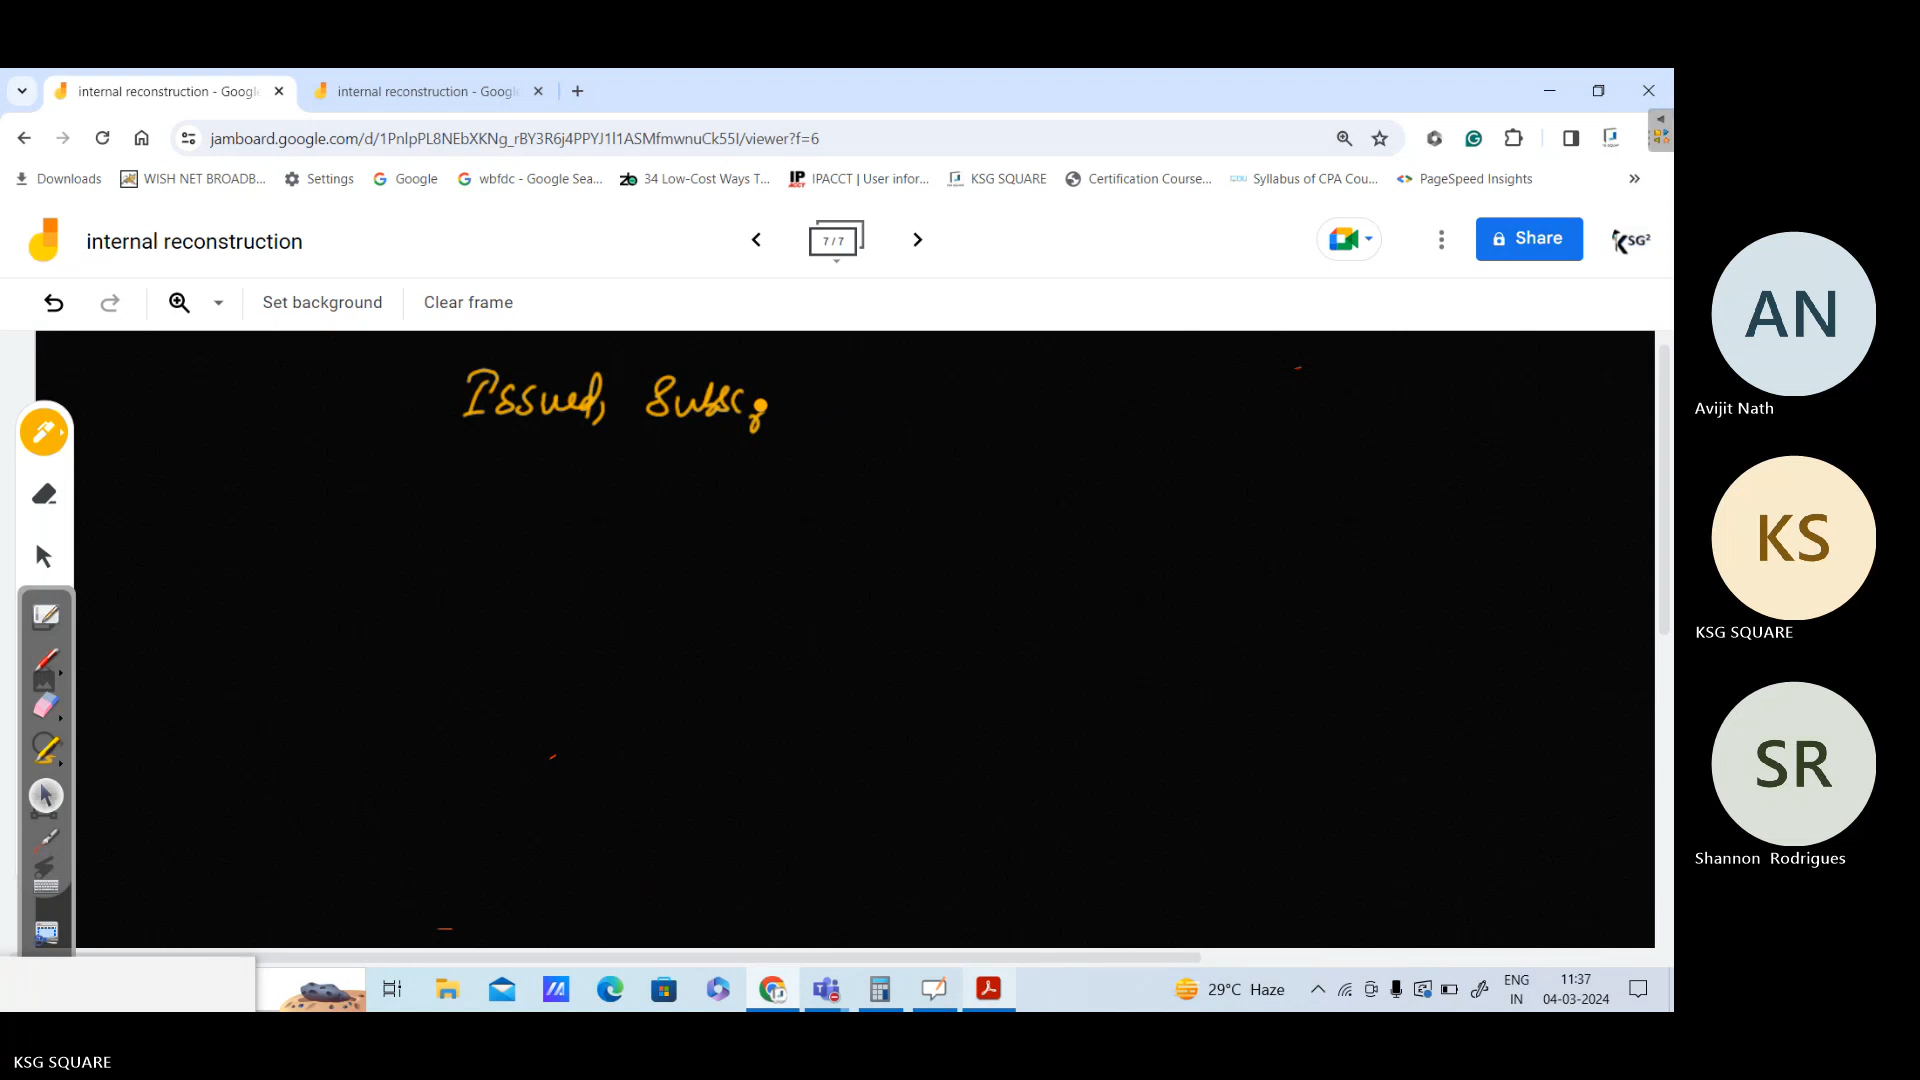 internal reconstruction - Google
internal reconstruction - Googl
jamboard.google.com/d/1PnlpPL8NEbXKNg_rBY3R6j4PPYJ1l1ASMfmwnuCk55I/viewer?f=6
Downloads
WISH NET BROADB...
Settings
Google
wbfdc - Google Sea...
34 Low-Cost Ways T...
IPACCT | User infor...
KSG SQUARE
Certification Course...
Syllabus of CPA Cou...
PageSpeed Insights
internal reconstruction
7 / 7
Share
KSG²
Set background
Clear frame
Issued, Subsc
AN
Avijit Nath
KS
KSG SQUARE
SR
Shannon Rodrigues
29°C Haze
ENG
IN
11:37
04-03-2024
KSG SQUARE